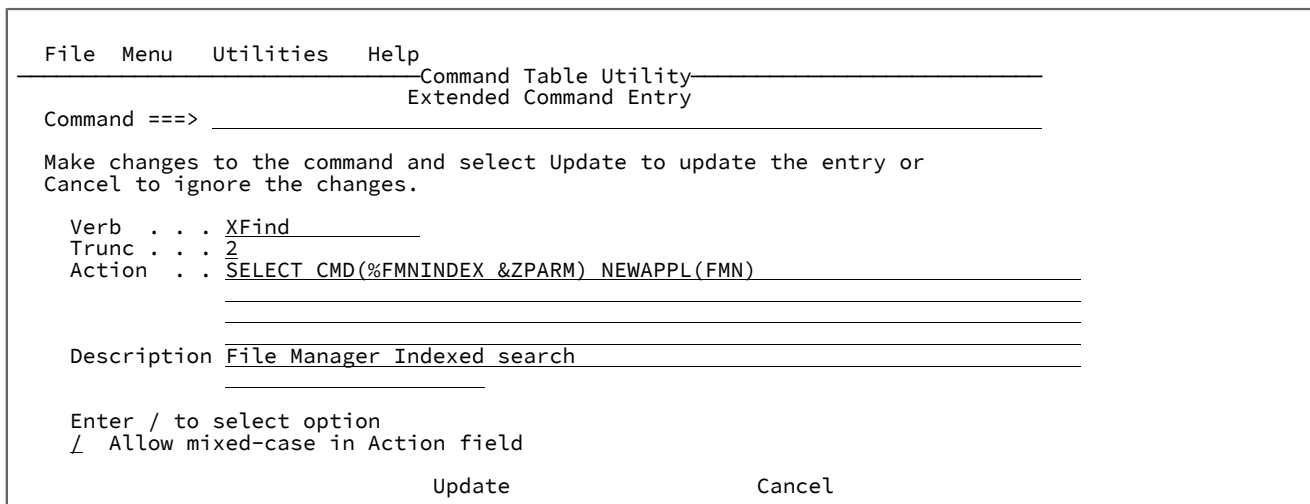 File  Menu   Utilities   Help
Command Table Utility
Extended Command Entry
Command ===>
Make changes to the command and select Update to update the entry or
Cancel to ignore the changes.
Verb  . . . XFind
Trunc . . . 2
Action  . . SELECT CMD(%FMNINDEX &ZPARM) NEWAPPL(FMN)
Description File Manager Indexed search
Enter / to select option
/  Allow mixed-case in Action field
Update                   Cancel